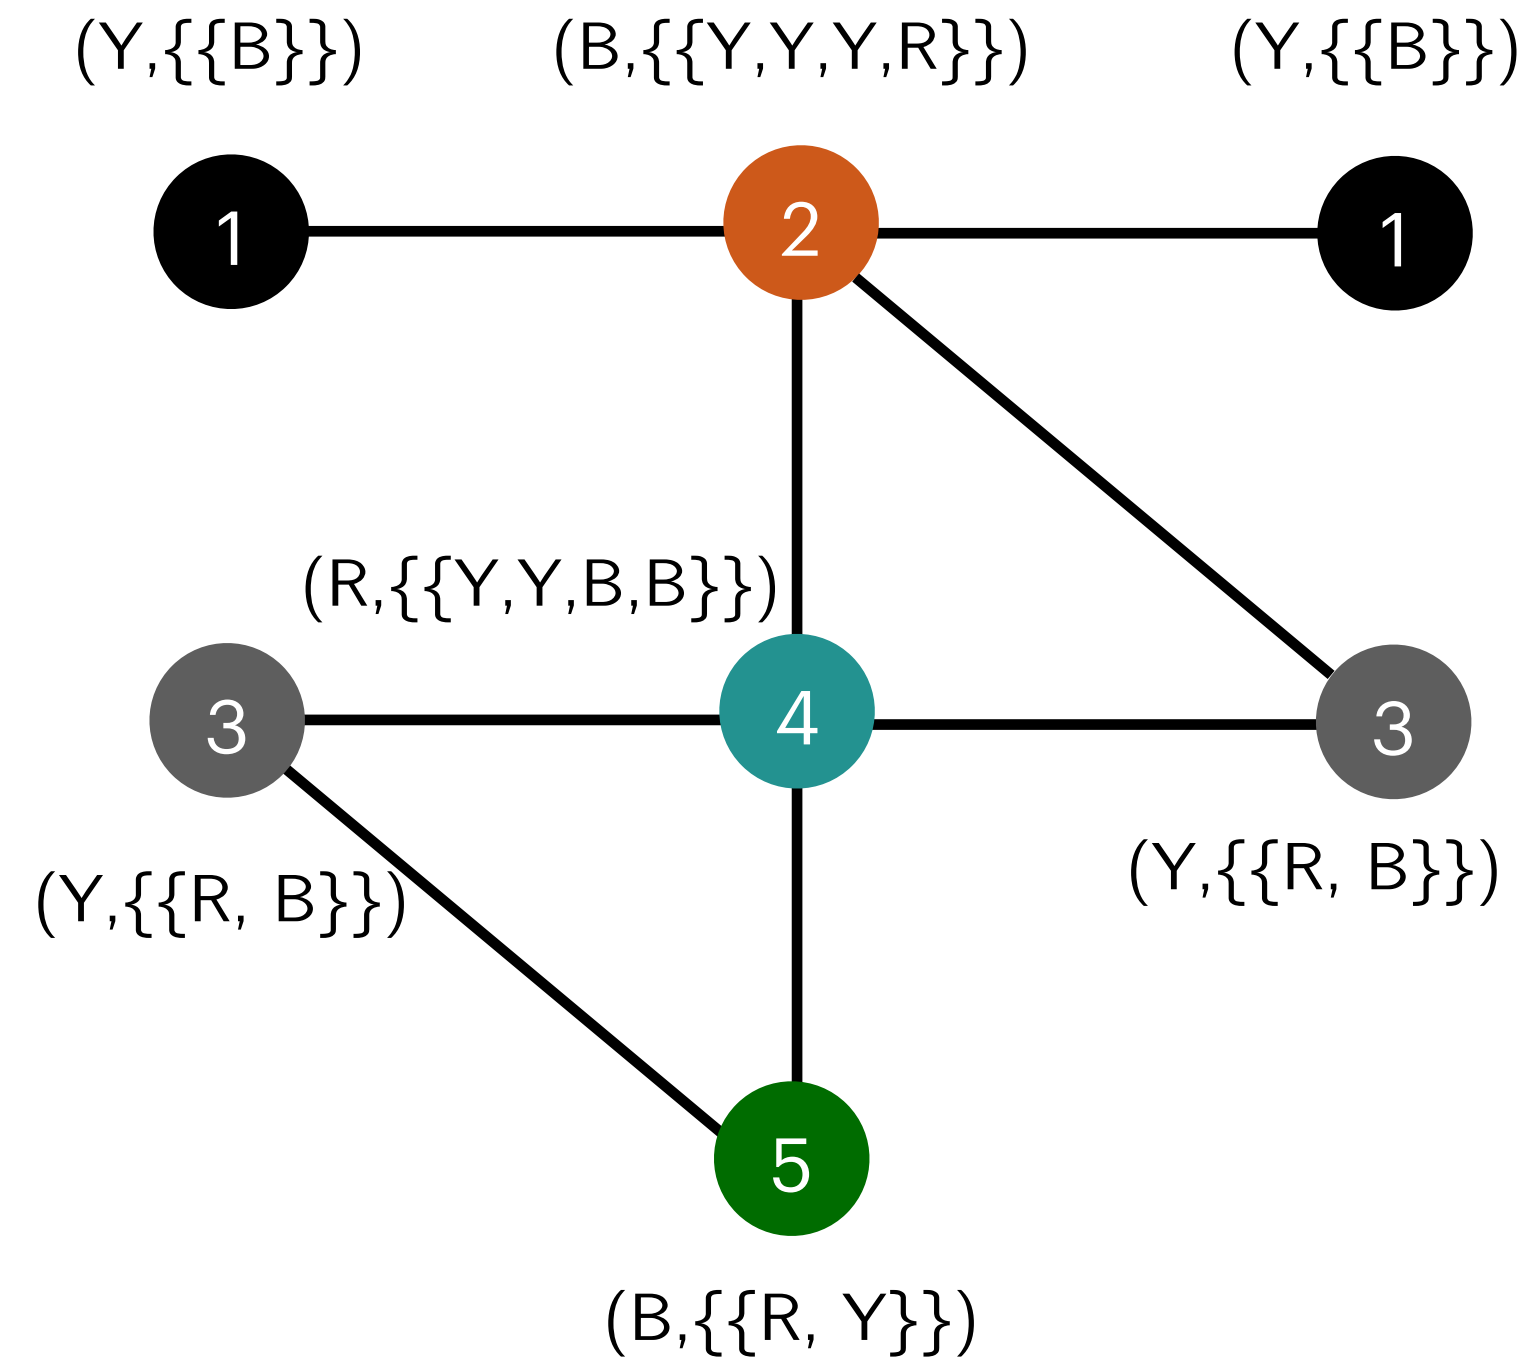 (Y,{{B}}) (B,{{Y,Y,Y,R}}) (Y,{{B}})
1 2 1
(R,{{Y,Y,B,B}})
3 4 3
(Y,{{R, B}}) (Y,{{R, B}})
5
(B,{{R, Y}})